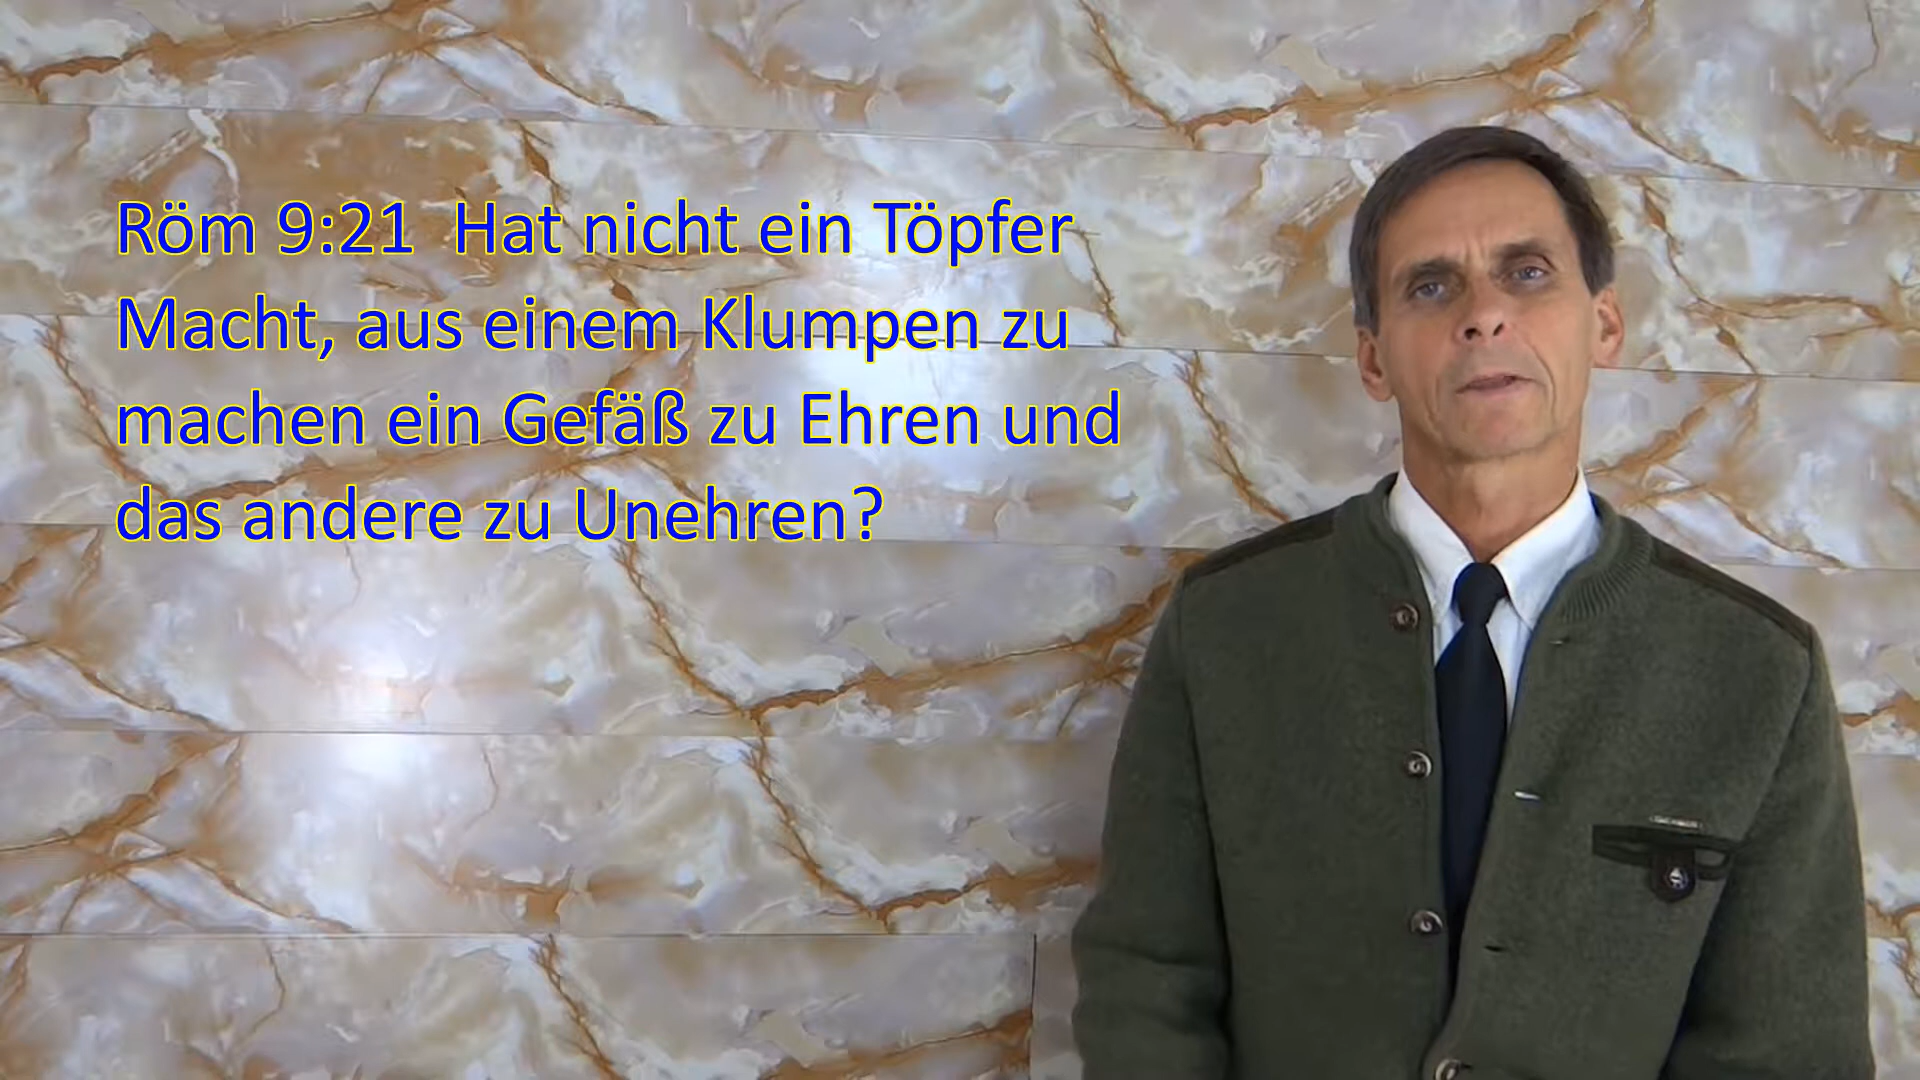 Röm 9:21  Hat nicht ein Töpfer
Macht, aus einem Klumpen zu
machen ein Gefäß zu Ehren und
das andere zu Unehren?